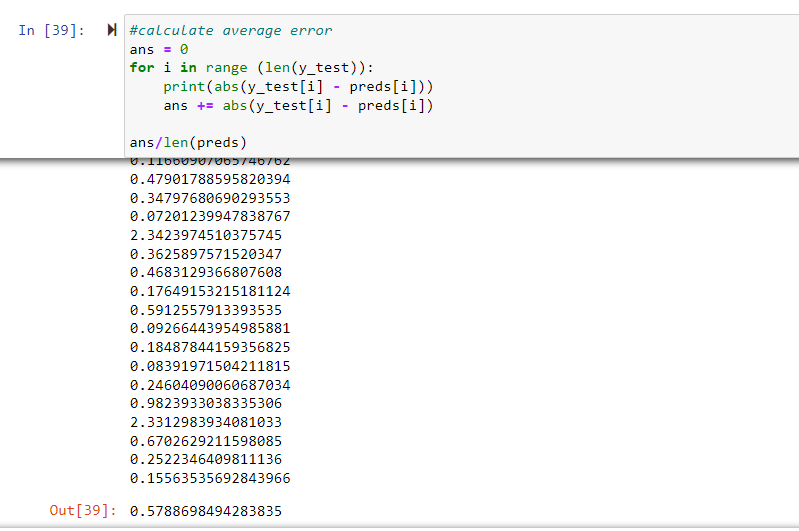 In [39]:
#calculate average error
ans = 0
for i in range (len(y_test)):
    print(abs(y_test[i] - preds[i]))
    ans += abs(y_test[i] - preds[i])
ans/len(preds)
0.11660907065746762
0.47901788595820394
0.34797680690293553
0.07201239947838767
2.3423974510375745
0.3625897571520347
0.4683129366807608
0.17649153215181124
0.5912557913393535
0.09266443954985881
0.18487844159356825
0.08391971504211815
0.24604090060687034
0.9823933038335306
2.3312983934081033
0.6702629211598085
0.2522346409811136
0.15563535692843966
Out[39]: 0.5788698494283835